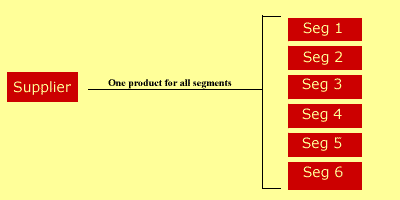 Supplier
One product for all segments
Seg 1
Seg 2
Seg 3
Seg 4
Seg 5
Seg 6